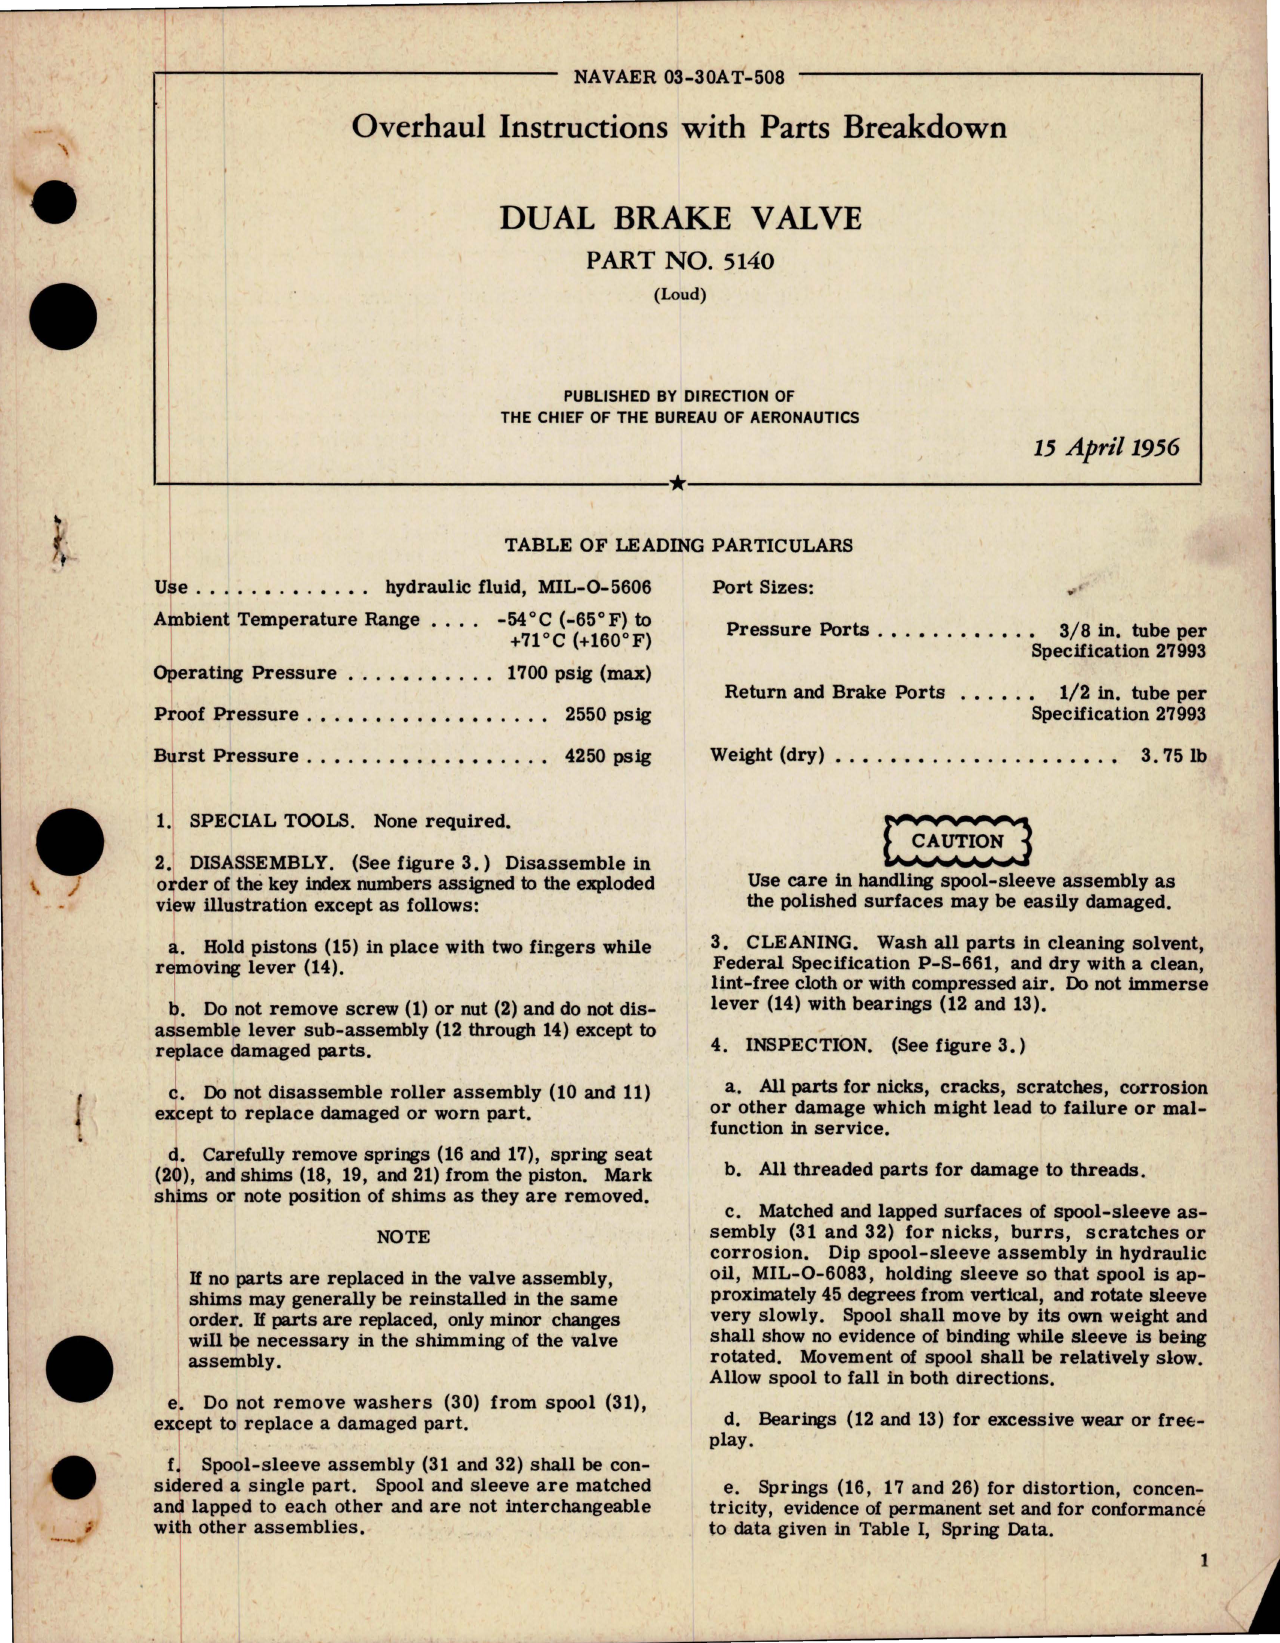 NAVAER 03-30AT-508
Overhaul Instructions with Parts Breakdown
DUAL BRAKE VALVE
PART NO. 5140
(Loud)
PUBLISHED BY DIRECTION OF
THE CHIEF OF THE BUREAU OF AERONAUTICS
15 April 1956
TABLE OF LEADING PARTICULARS
Use . . . . . . . . . . . . . hydraulic fluid, MIL-O-5606
Ambient Temperature Range . . . . -54°C (-65°F) to
+71°C (+160°F)
Operating Pressure . . . . . . . . . . . 1700 psig (max)
Proof Pressure . . . . . . . . . . . . . . . . . . 2550 psig
Burst Pressure . . . . . . . . . . . . . . . . . . 4250 psig
Port Sizes:
Pressure Ports . . . . . . . . . . . . 3/8 in. tube per
Specification 27993
Return and Brake Ports . . . . . . 1/2 in. tube per
Specification 27993
Weight (dry) . . . . . . . . . . . . . . . . . . . . . 3.75 lb
1. SPECIAL TOOLS. None required.
2. DISASSEMBLY. (See figure 3.) Disassemble in
order of the key index numbers assigned to the exploded
view illustration except as follows:
a. Hold pistons (15) in place with two fingers while
removing lever (14).
b. Do not remove screw (1) or nut (2) and do not dis-
assemble lever sub-assembly (12 through 14) except to
replace damaged parts.
c. Do not disassemble roller assembly (10 and 11)
except to replace damaged or worn part.
d. Carefully remove springs (16 and 17), spring seat
(20), and shims (18, 19, and 21) from the piston. Mark
shims or note position of shims as they are removed.
NOTE
If no parts are replaced in the valve assembly,
shims may generally be reinstalled in the same
order. If parts are replaced, only minor changes
will be necessary in the shimming of the valve
assembly.
e. Do not remove washers (30) from spool (31),
except to replace a damaged part.
f. Spool-sleeve assembly (31 and 32) shall be con-
sidered a single part. Spool and sleeve are matched
and lapped to each other and are not interchangeable
with other assemblies.
CAUTION
Use care in handling spool-sleeve assembly as
the polished surfaces may be easily damaged.
3. CLEANING. Wash all parts in cleaning solvent,
Federal Specification P-S-661, and dry with a clean,
lint-free cloth or with compressed air. Do not immerse
lever (14) with bearings (12 and 13).
4. INSPECTION. (See figure 3.)
a. All parts for nicks, cracks, scratches, corrosion
or other damage which might lead to failure or mal-
function in service.
b. All threaded parts for damage to threads.
c. Matched and lapped surfaces of spool-sleeve as-
sembly (31 and 32) for nicks, burrs, scratches or
corrosion. Dip spool-sleeve assembly in hydraulic
oil, MIL-O-6083, holding sleeve so that spool is ap-
proximately 45 degrees from vertical, and rotate sleeve
very slowly. Spool shall move by its own weight and
shall show no evidence of binding while sleeve is being
rotated. Movement of spool shall be relatively slow.
Allow spool to fall in both directions.
d. Bearings (12 and 13) for excessive wear or free-
play.
e. Springs (16, 17 and 26) for distortion, concen-
tricity, evidence of permanent set and for conformance
to data given in Table I, Spring Data.
1